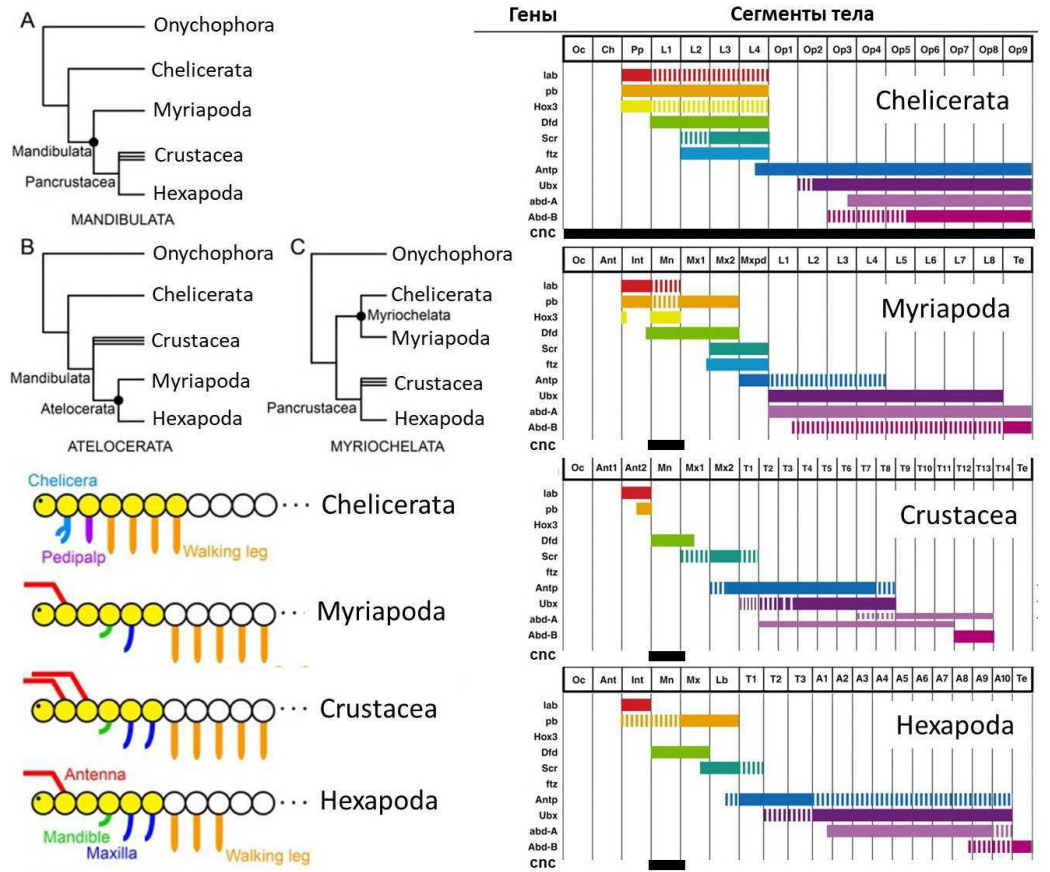 A
Onychophora
Chelicerata
Myriapoda
Mandibulata
Crustacea
Pancrustacea
Hexapoda
MANDIBULATA
B
Onychophora
Chelicerata
Crustacea
Mandibulata
Myriapoda
Atelocerata
Hexapoda
ATELOCERATA
C
Onychophora
Chelicerata
Myriochelata
Myriapoda
Crustacea
Pancrustacea
Hexapoda
MYRIOCHELATA
Chelicera
Chelicerata
Pedipalp
Walking leg
Myriapoda
Crustacea
Antenna
Hexapoda
Mandible
Maxilla
Walking leg
Гены Сегменты тела
Oc Ch Pp L1 L2 L3 L4 Op1 Op2 Op3 Op4 Op5 Op6 Op7 Op8 Op9
lab
pb
Chelicerata
Hox3
Dfd
Scr
ftz
Antp
Ubx
abd-A
Abd-B
cnc
Oc Ant Int Mn Mx1 Mx2 Mxpd L1 L2 L3 L4 L5 L6 L7 L8 Te
lab
pb
Myriapoda
Hox3
Dfd
Scr
ftz
Antp
Ubx
abd-A
Abd-B
cnc
Oc Ant1 Ant2 Mn Mx1 Mx2 T1 T2 T3 T4 T5 T6 T7 T8 T9 T10 T11 T12 T13 T14 Te
lab
pb
Crustacea
Hox3
Dfd
Scr
ftz
Antp
Ubx
abd-A
Abd-B
cnc
Oc Ant Int Mn Mx Lb T1 T2 T3 A1 A2 A3 A4 A5 A6 A7 A8 A9 A10 Te
lab
pb
Hexapoda
Hox3
Dfd
Scr
ftz
Antp
Ubx
abd-A
Abd-B
cnc